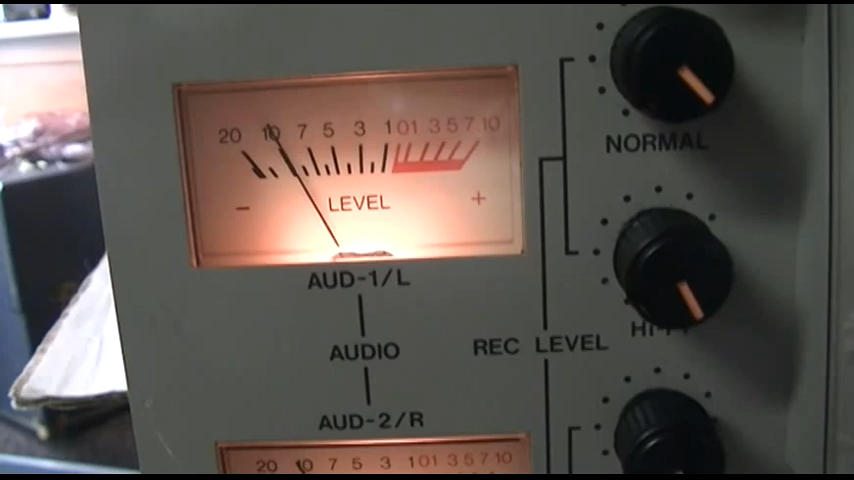 20 10 7 5 3 1 0 1 3 5 7 10
- LEVEL +
NORMAL
AUD-1/L
HI-FI
AUDIO
REC LEVEL
AUD-2/R
20 10 7 5 3 1 0 1 3 5 7 10